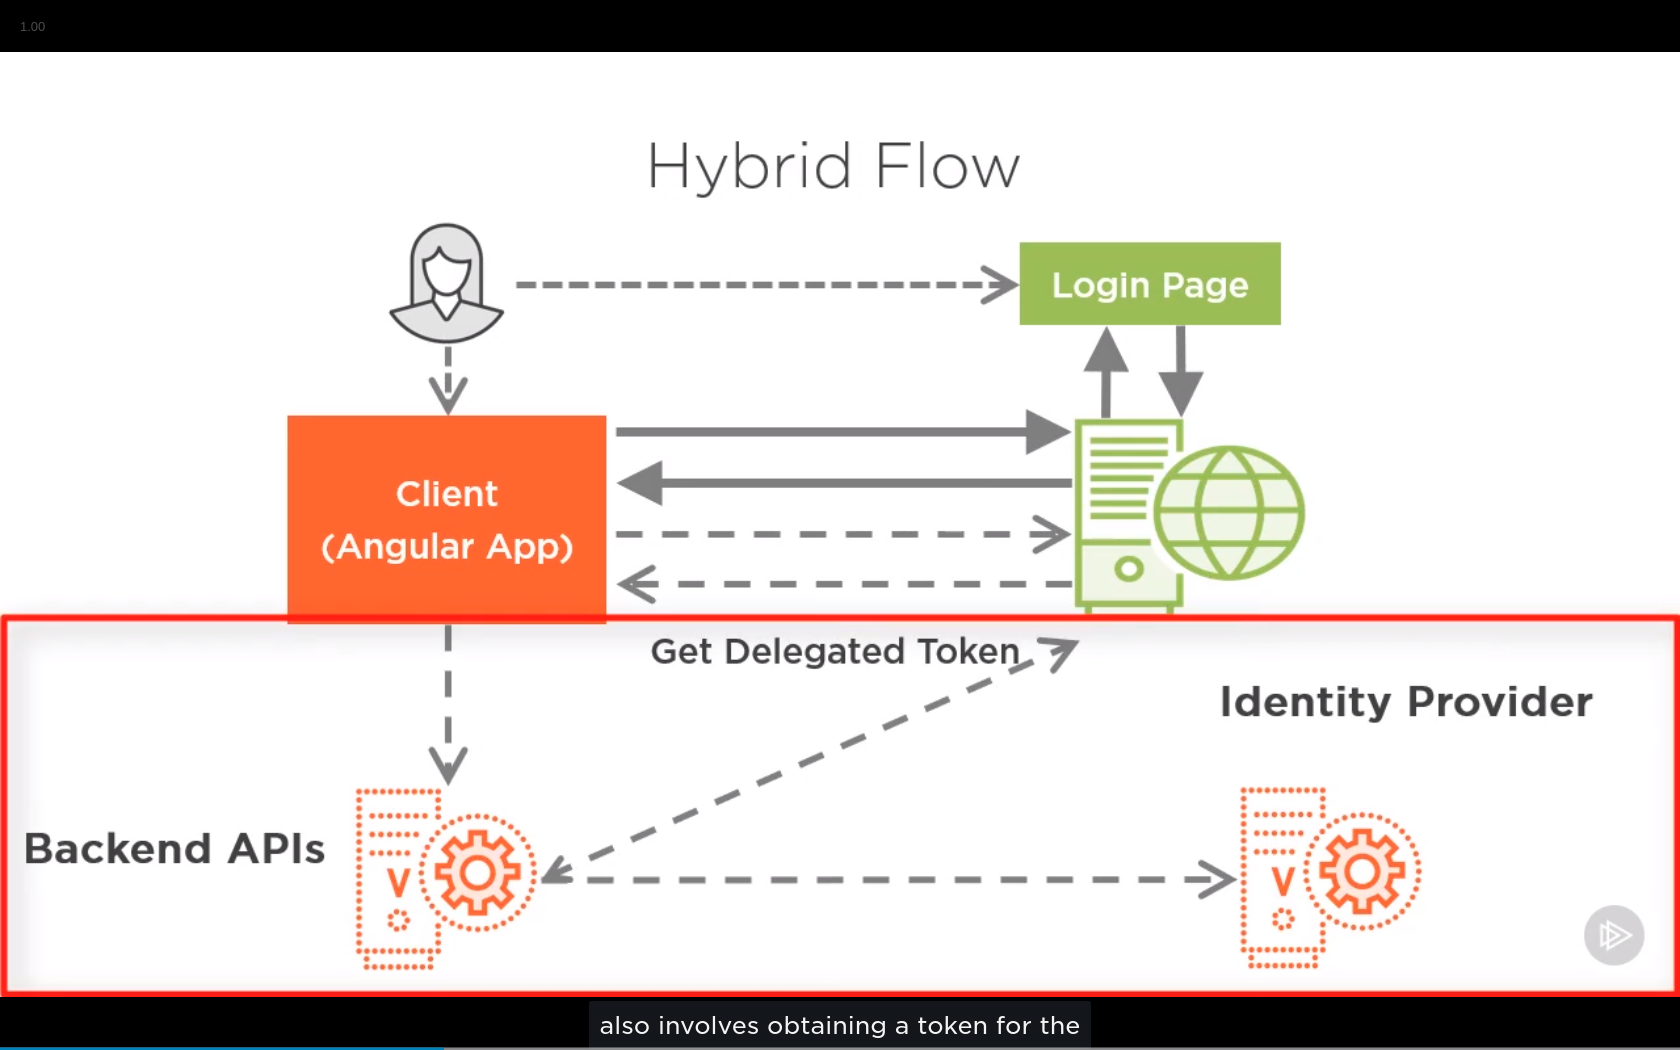 1.00
Hybrid Flow
Login Page
Client
(Angular App)
Get Delegated Token
Identity Provider
Backend APIs
V
V
also involves obtaining a token for the